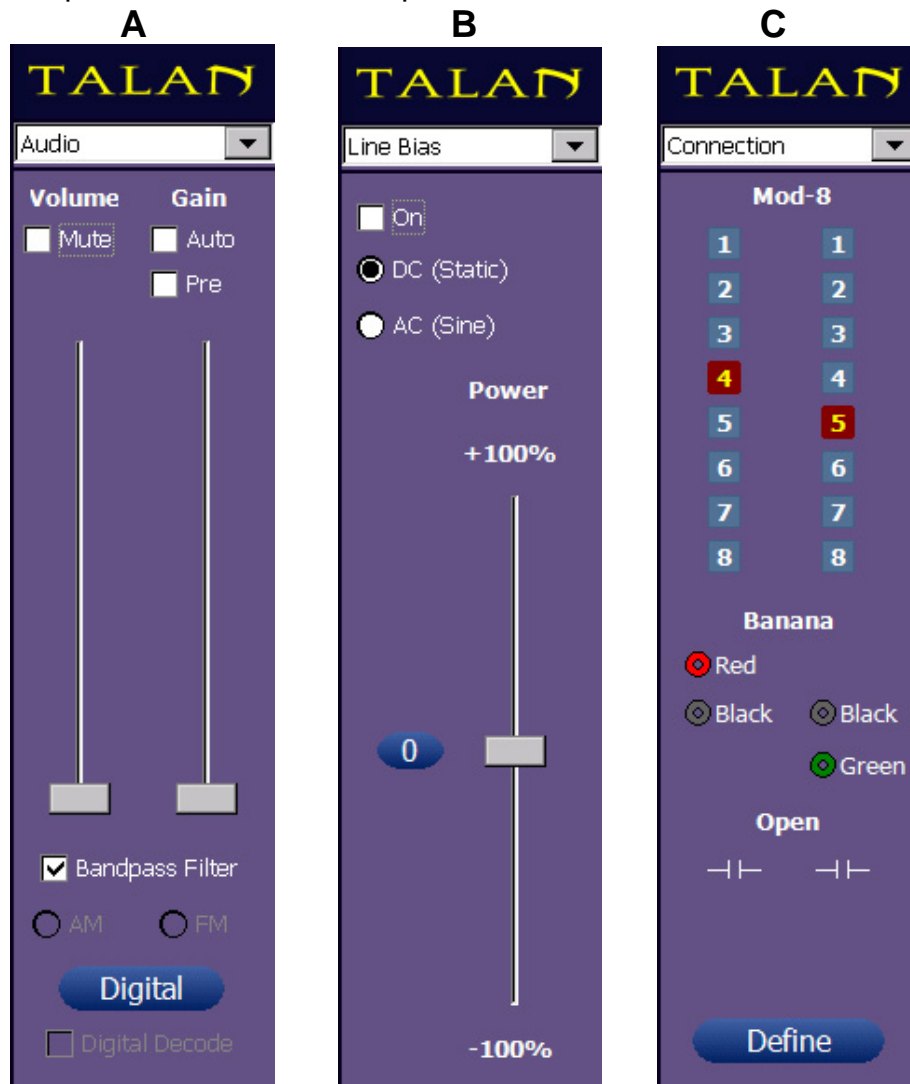 A
TALAN
Audio
Volume Gain
Mute Auto
Pre
Bandpass Filter
AM FM
Digital
Digital Decode
B
TALAN
Line Bias
On
DC (Static)
AC (Sine)
Power
+100%
0
-100%
C
TALAN
Connection
Mod-8
1 1
2 2
3 3
4 4
5 5
6 6
7 7
8 8
Banana
Red
Black Black
Green
Open
Define